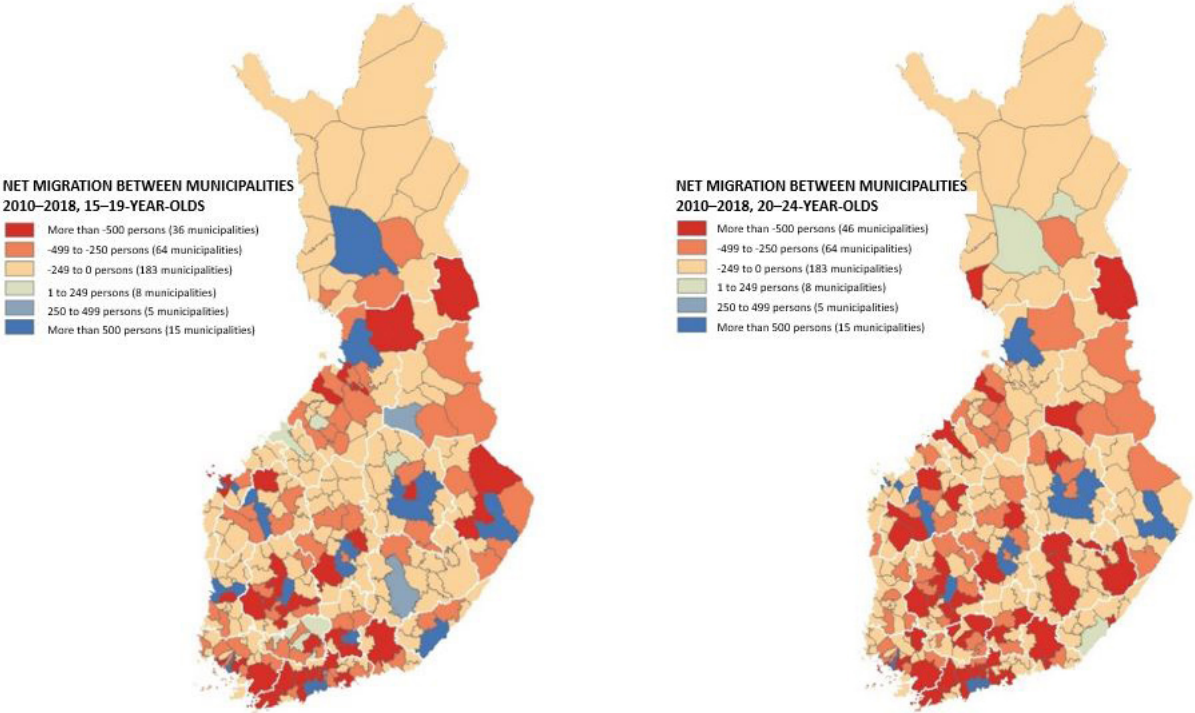 NET MIGRATION BETWEEN MUNICIPALITIES
2010–2018, 15–19-YEAR-OLDS
More than -500 persons (36 municipalities)
-499 to -250 persons (64 municipalities)
-249 to 0 persons (183 municipalities)
1 to 249 persons (8 municipalities)
250 to 499 persons (5 municipalities)
More than 500 persons (15 municipalities)
NET MIGRATION BETWEEN MUNICIPALITIES
2010–2018, 20–24-YEAR-OLDS
More than -500 persons (46 municipalities)
-499 to -250 persons (64 municipalities)
-249 to 0 persons (183 municipalities)
1 to 249 persons (8 municipalities)
250 to 499 persons (5 municipalities)
More than 500 persons (15 municipalities)